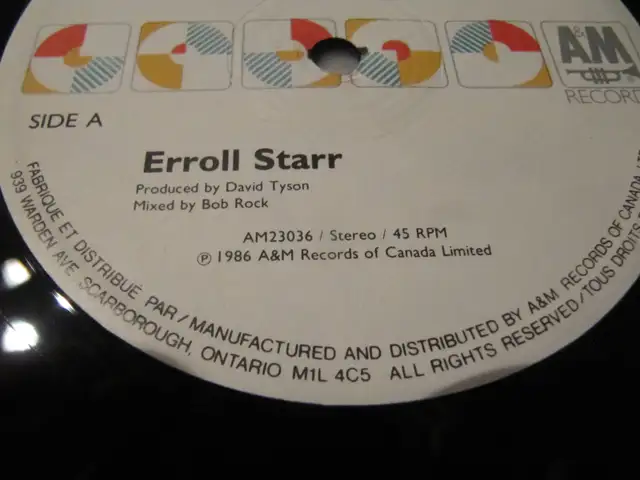 A&M
RECORD
SIDE A
Erroll Starr
Produced by David Tyson
Mixed by Bob Rock
AM23036 / Stereo / 45 RPM
℗ 1986 A&M Records of Canada Limited
FABRIQUE ET DISTRIBUÉ PAR/MANUFACTURED AND DISTRIBUTED BY A&M RECORDS OF CANADA
939 WARDEN AVE SCARBOROUGH, ONTARIO M1L 4C5 ALL RIGHTS RESERVED/TOUS DROITS